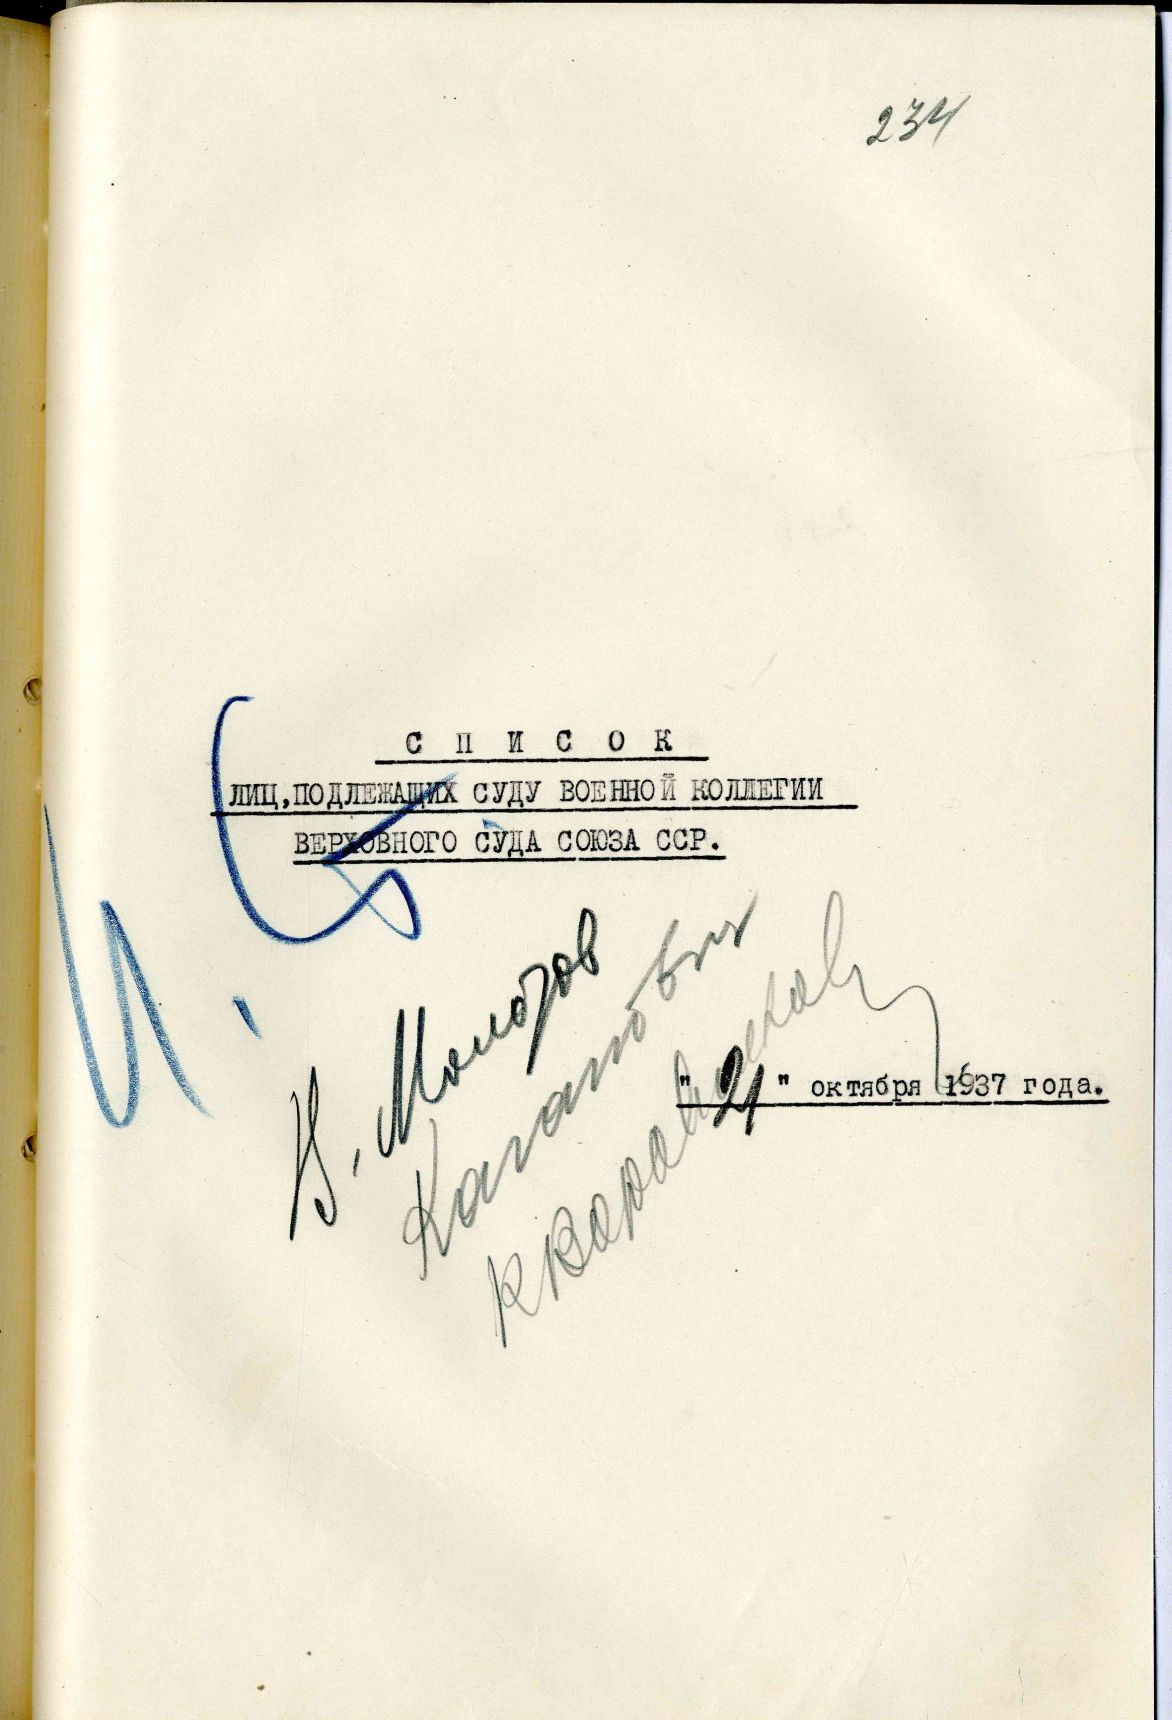 234
С П И С О К
ЛИЦ,ПОДЛЕЖАЩИХ СУДУ ВОЕННОЙ КОЛЛЕГИИ
ВЕРХОВНОГО СУДА СОЮЗА ССР.
И. Ст
В. Молотов
Каганович
К Ворошилов
"21" октября 1937 года.